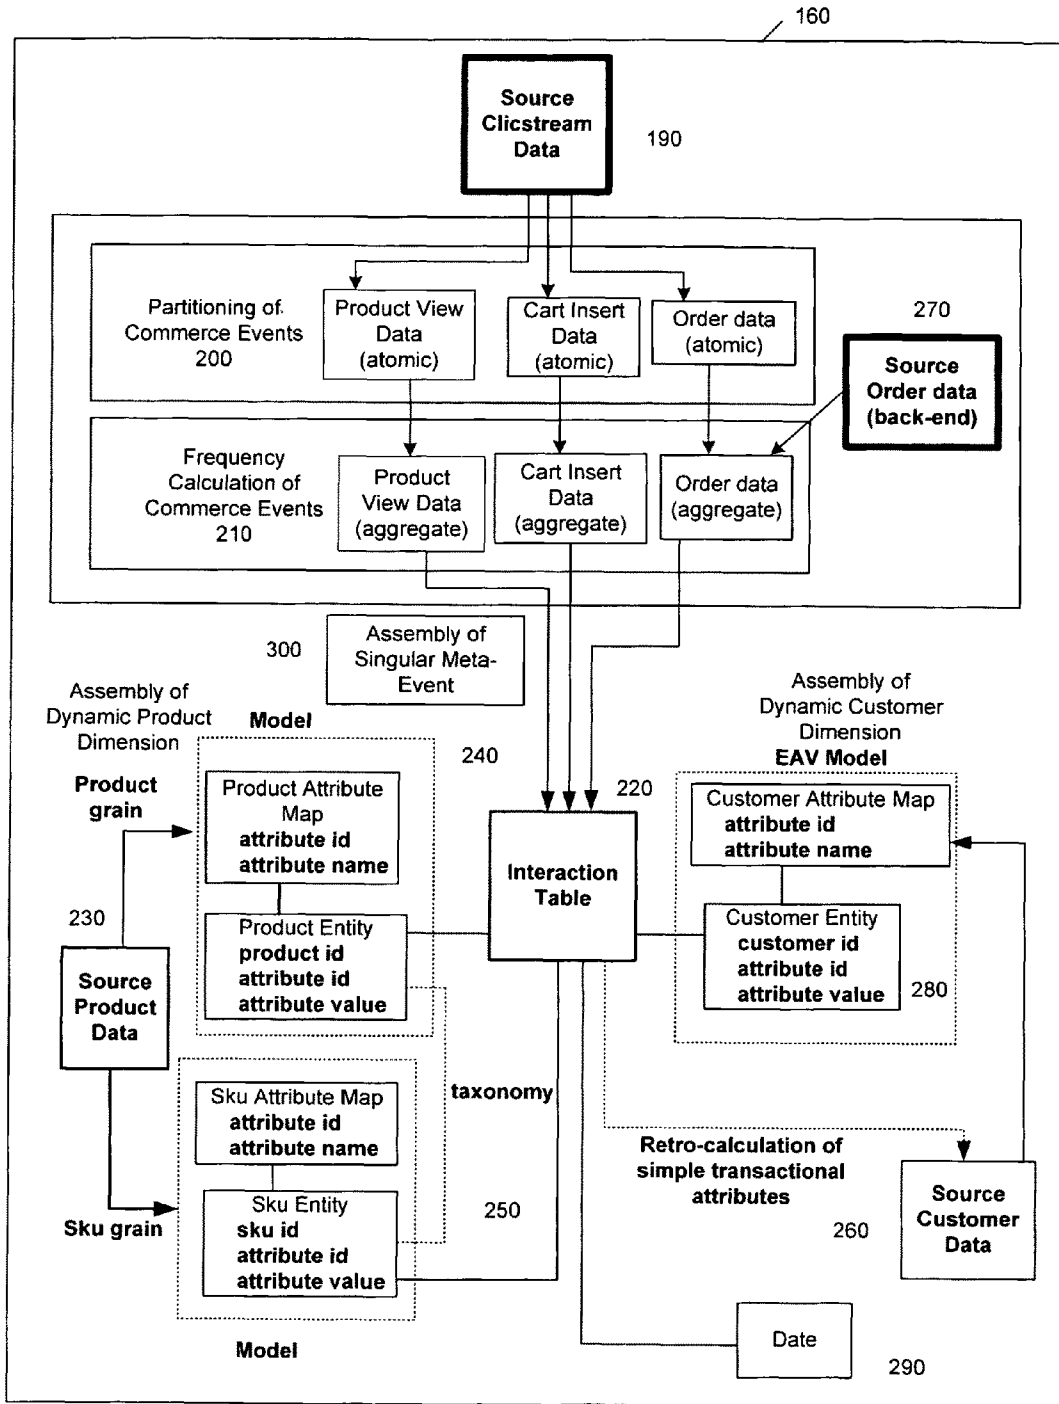 160
Source
Clicstream
Data
190
Partitioning of
Commerce Events
200
Product View
Data
(atomic)
Cart Insert
Data
(atomic)
Order data
(atomic)
270
Source
Order data
(back-end)
Frequency
Calculation of
Commerce Events
210
Product
View Data
(aggregate)
Cart Insert
Data
(aggregate)
Order data
(aggregate)
300
Assembly of
Singular Meta-
Event
Assembly of
Dynamic Product
Dimension
Model
240
Assembly of
Dynamic Customer
Dimension
EAV Model
Product
grain
Product Attribute
Map
attribute id
attribute name
220
Customer Attribute Map
attribute id
attribute name
Interaction
Table
230
Source
Product
Data
Product Entity
product id
attribute id
attribute value
Customer Entity
customer id
attribute id
attribute value
280
taxonomy
Sku Attribute Map
attribute id
attribute name
Retro-calculation of
simple transactional
attributes
Sku grain
Sku Entity
sku id
attribute id
attribute value
250
260
Source
Customer
Data
Model
Date
290